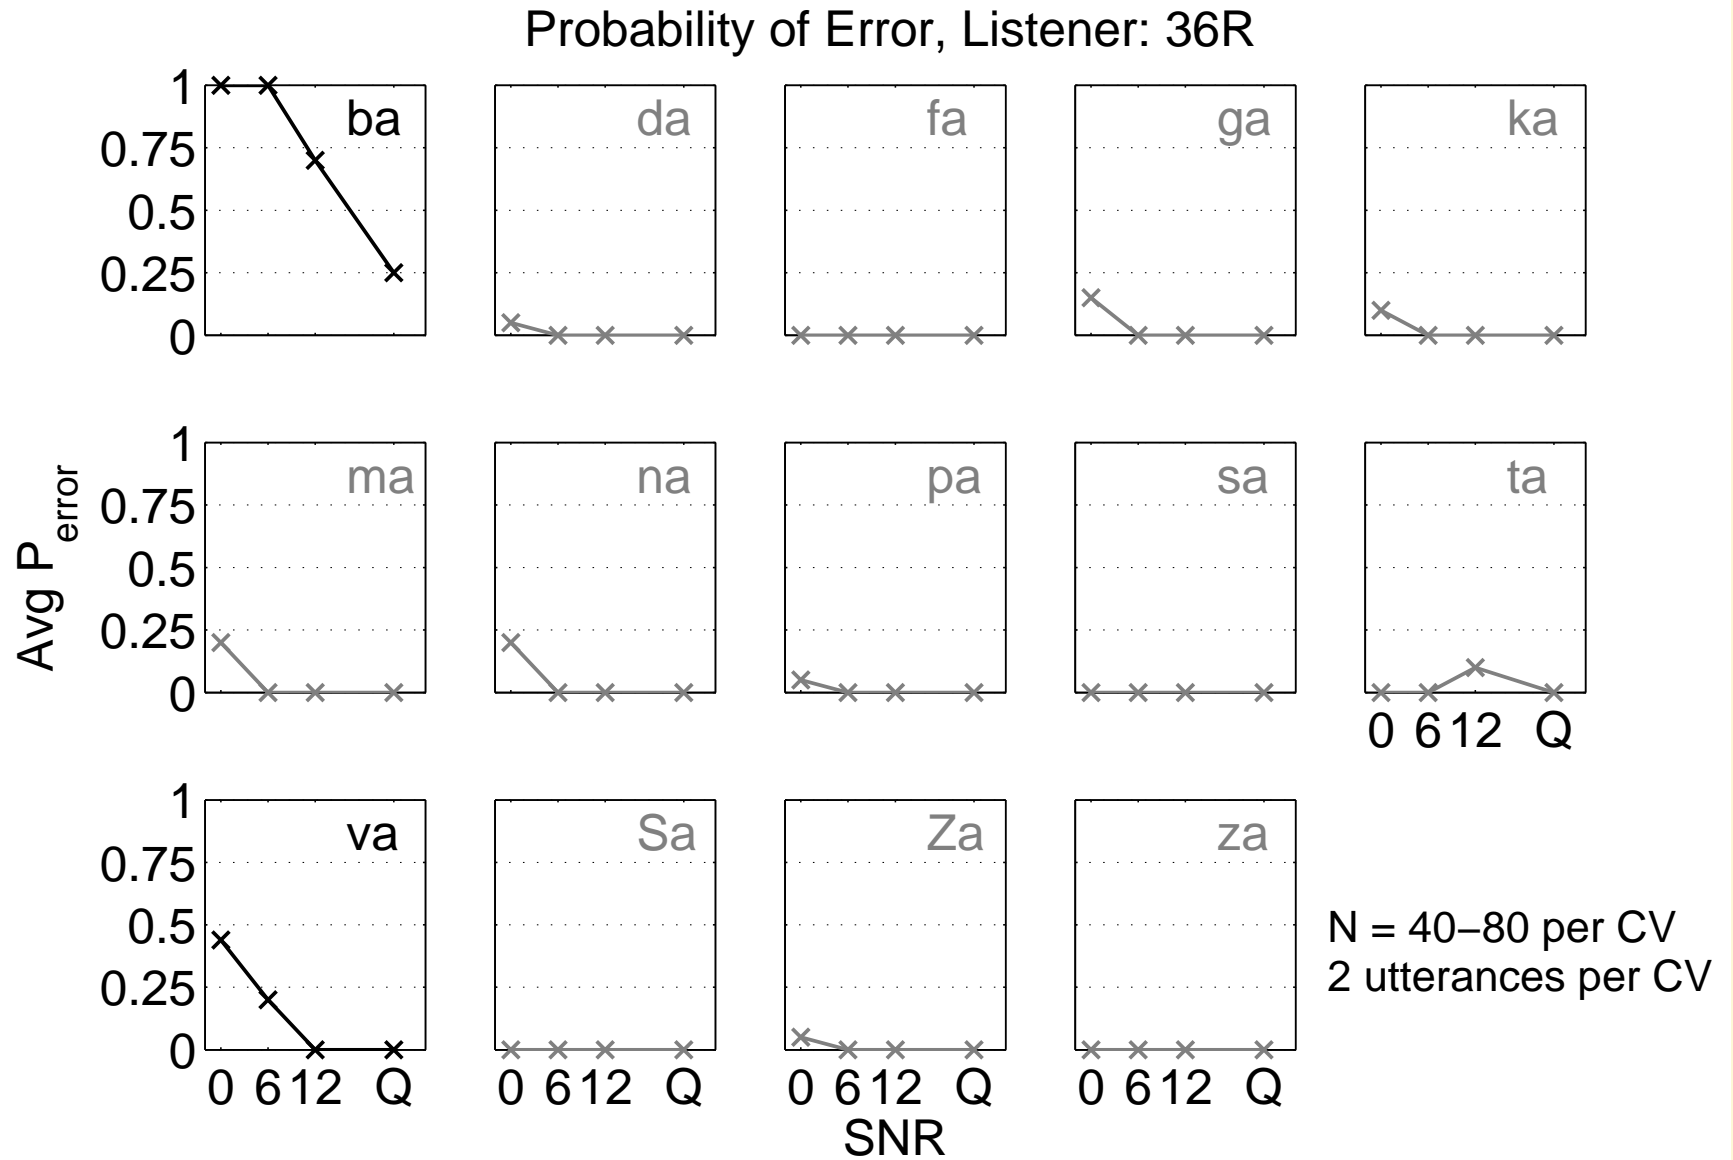 Probability of Error, Listener: 36R
1
0.75
0.5
0.25
0
ba
da
fa
ga
ka
Avg P_error
1
0.75
0.5
0.25
0
ma
na
pa
sa
ta
0 6 12 Q
1
0.75
0.5
0.25
0
va
Sa
Za
za
0 6 12 Q
0 6 12 Q
0 6 12 Q
0 6 12 Q
N = 40–80 per CV
2 utterances per CV
SNR